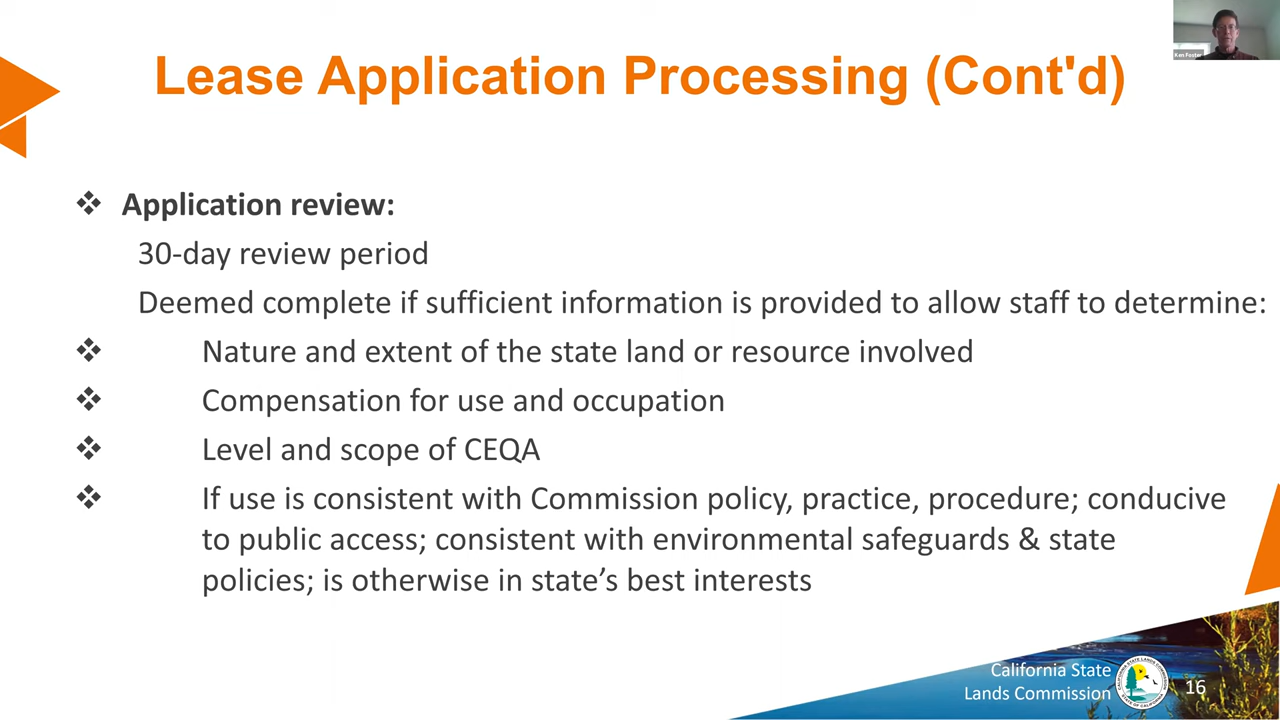 Lease Application Processing (Cont'd)
Ken Foster
❖ Application review:
30-day review period
Deemed complete if sufficient information is provided to allow staff to determine:
❖ Nature and extent of the state land or resource involved
❖ Compensation for use and occupation
❖ Level and scope of CEQA
❖ If use is consistent with Commission policy, practice, procedure; conducive
to public access; consistent with environmental safeguards & state
policies; is otherwise in state’s best interests
California State
Lands Commission
16